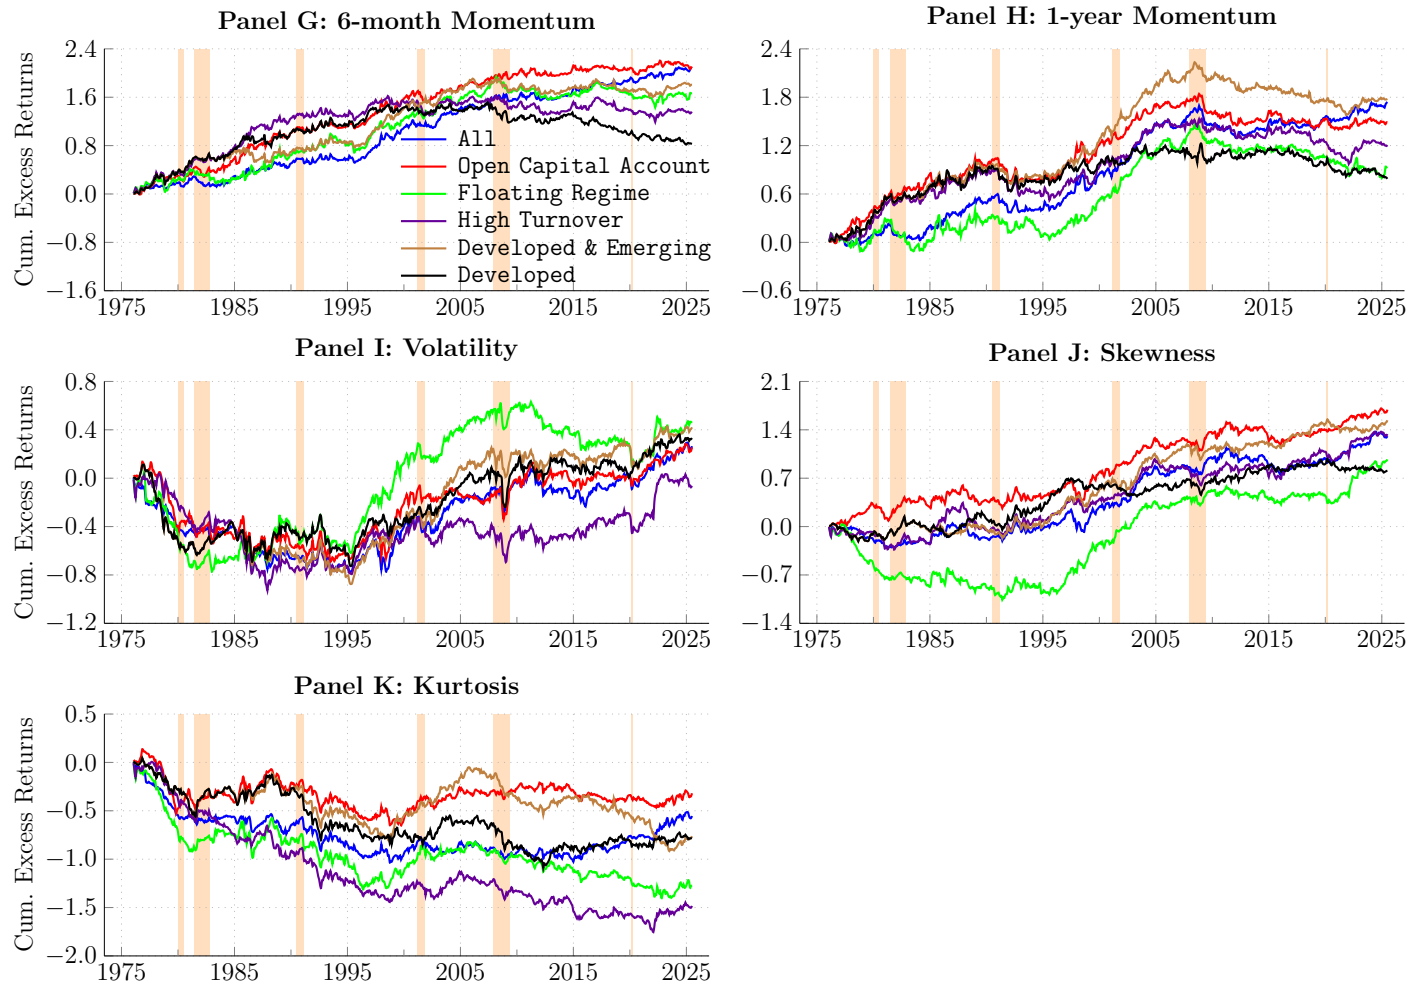 Panel G: 6-month Momentum
Cum. Excess Returns
2.4
1.6
0.8
0.0
−0.8
−1.6
All
Open Capital Account
Floating Regime
High Turnover
Developed & Emerging
Developed
1975 1985 1995 2005 2015 2025
Panel H: 1-year Momentum
2.4
1.8
1.2
0.6
0.0
−0.6
1975 1985 1995 2005 2015 2025
Panel I: Volatility
Cum. Excess Returns
0.8
0.4
0.0
−0.4
−0.8
−1.2
1975 1985 1995 2005 2015 2025
Panel J: Skewness
2.1
1.4
0.7
0.0
−0.7
−1.4
1975 1985 1995 2005 2015 2025
Panel K: Kurtosis
Cum. Excess Returns
0.5
0.0
−0.5
−1.0
−1.5
−2.0
1975 1985 1995 2005 2015 2025